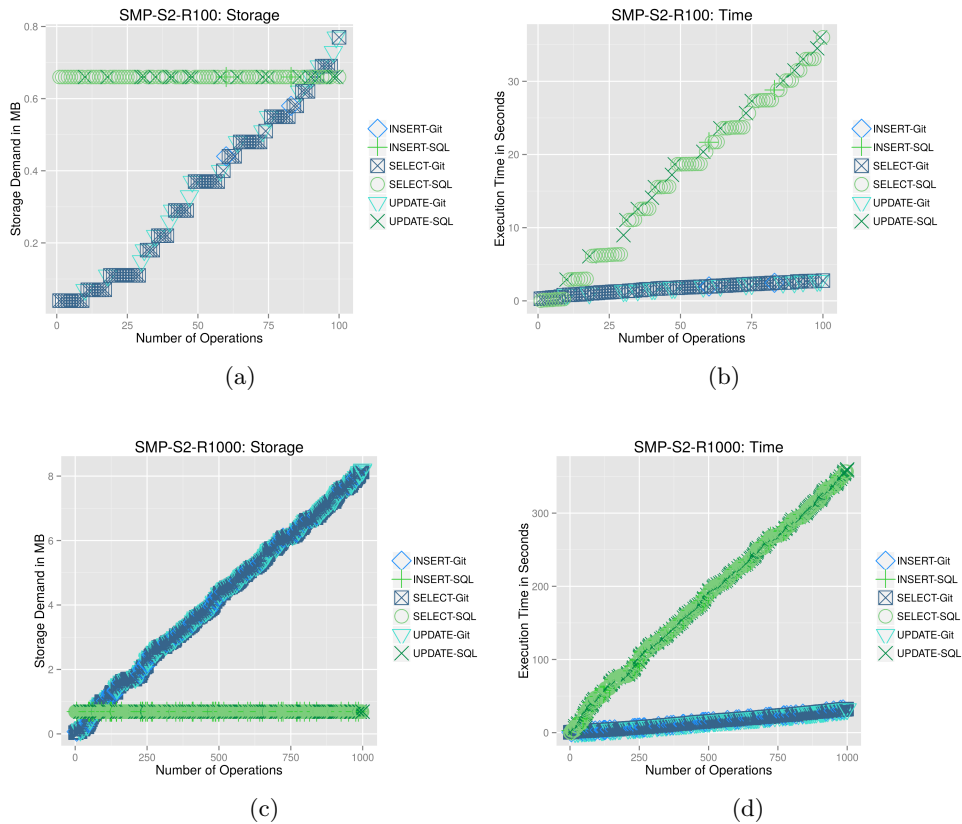 SMP-S2-R100: Storage
0.8
0.6
0.4
0.2
0
25
50
75
100
Storage Demand in MB
Number of Operations
INSERT-Git
INSERT-SQL
SELECT-Git
SELECT-SQL
UPDATE-Git
UPDATE-SQL
(a)
SMP-S2-R100: Time
30
20
10
0
0
25
50
75
100
Execution Time in Seconds
Number of Operations
INSERT-Git
INSERT-SQL
SELECT-Git
SELECT-SQL
UPDATE-Git
UPDATE-SQL
(b)
SMP-S2-R1000: Storage
8
6
4
2
0
0
250
500
750
1000
Storage Demand in MB
Number of Operations
INSERT-Git
INSERT-SQL
SELECT-Git
SELECT-SQL
UPDATE-Git
UPDATE-SQL
(c)
SMP-S2-R1000: Time
300
200
100
0
0
250
500
750
1000
Execution Time in Seconds
Number of Operations
INSERT-Git
INSERT-SQL
SELECT-Git
SELECT-SQL
UPDATE-Git
UPDATE-SQL
(d)